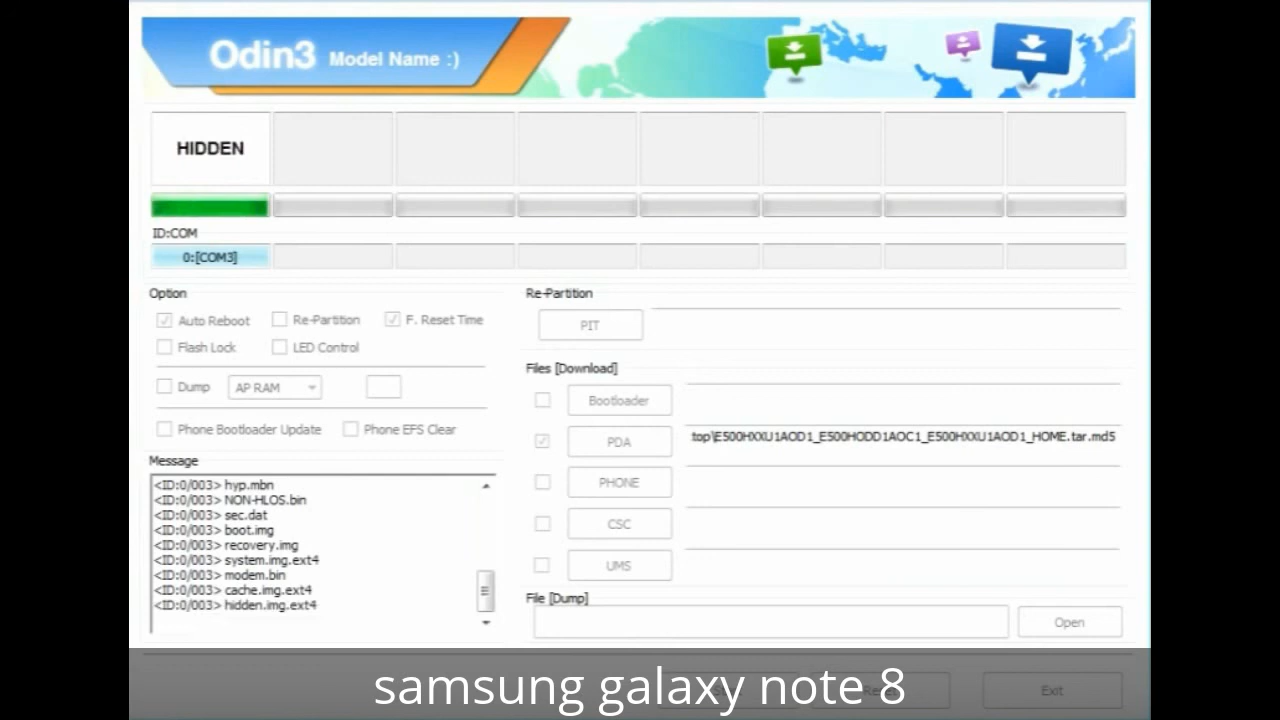 Odin3 Model Name :)
HIDDEN
ID:COM
0:[COM3]
Option
Auto Reboot Re-Partition F. Reset Time
Flash Lock LED Control
Dump AP RAM
Phone Bootloader Update Phone EFS Clear
Message
<ID:0/003> hyp.mbn
<ID:0/003> NON-HLOS.bin
<ID:0/003> sec.dat
<ID:0/003> boot.img
<ID:0/003> recovery.img
<ID:0/003> system.img.ext4
<ID:0/003> modem.bin
<ID:0/003> cache.img.ext4
<ID:0/003> hidden.img.ext4
Re-Partition
PIT
Files [Download]
Bootloader
PDA top\E500HXXU1AOD1_E500HODD1AOC1_E500HXXU1AOD1_HOME.tar.md5
PHONE
CSC
UMS
File [Dump]
Open
Exit
samsung galaxy note 8